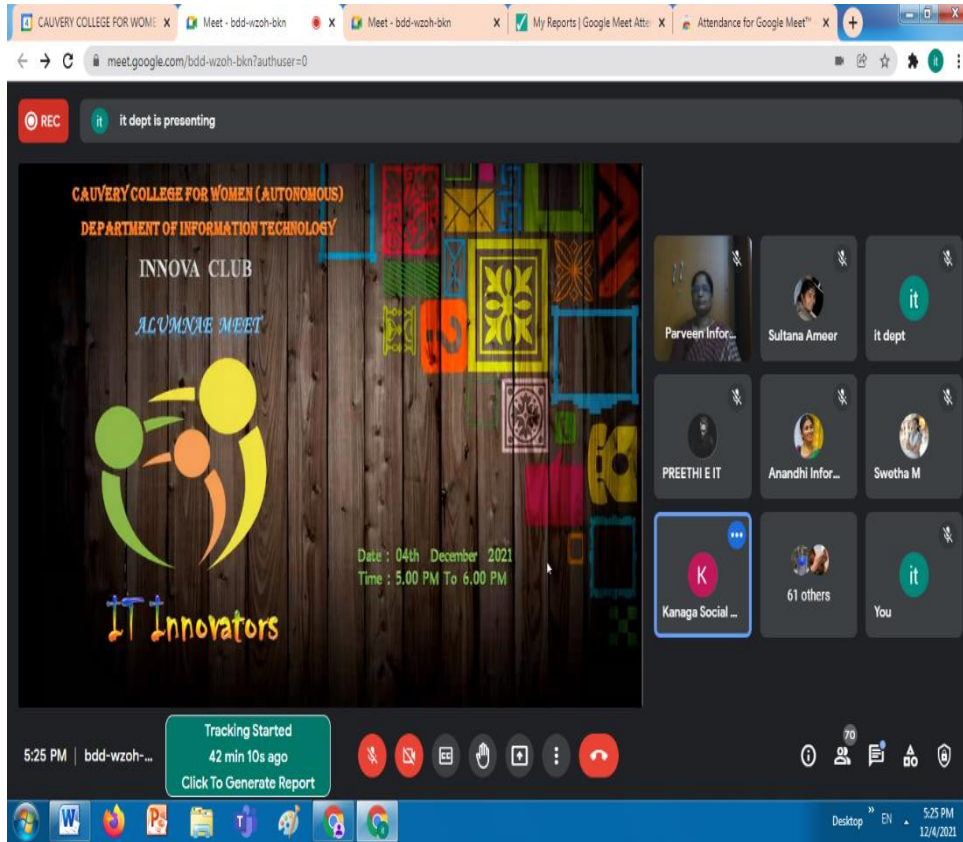 CAUVERY COLLEGE FOR WOME
Meet - bdd-wzoh-bkn
Meet - bdd-wzoh-bkn
My Reports | Google Meet Atte
Attendance for Google Meet™
meet.google.com/bdd-wzoh-bkn?authuser=0
it
REC
it
it dept is presenting
CAUVERY COLLEGE FOR WOMEN (AUTONOMOUS)
DEPARTMENT OF INFORMATION TECHNOLOGY
INNOVA CLUB
ALUMNAE MEET
Date : 04th December 2021
Time : 5.00 PM To 6.00 PM
IT Innovators
Parveen Infor...
Sultana Ameer
it
it dept
PREETHI E IT
Anandhi Infor...
Swetha M
K
Kanaga Social ...
61 others
it
You
5:25 PM | bdd-wzoh-...
Tracking Started
42 min 10s ago
Click To Generate Report
CC
70
Desktop » EN
5:25 PM
12/4/2021